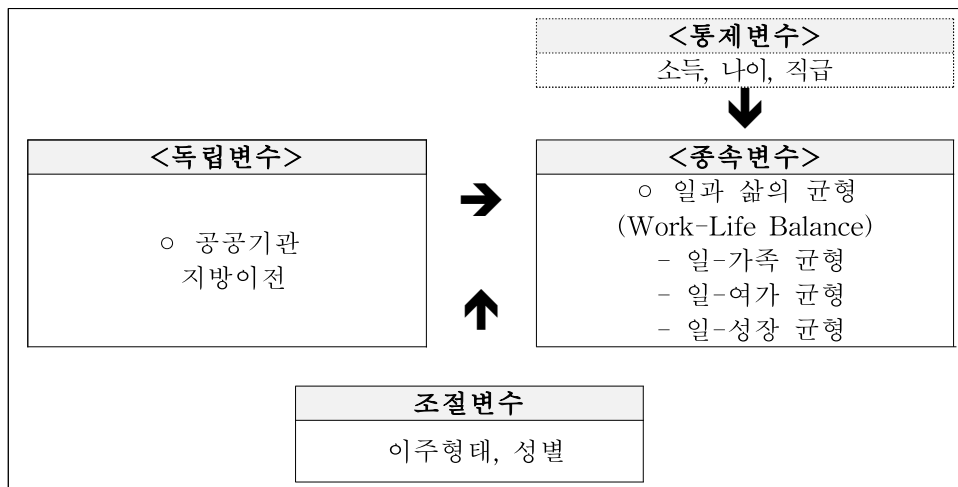 <통제변수>
소득, 나이, 직급
<독립변수>
○ 공공기관
지방이전
<종속변수>
○ 일과 삶의 균형
(Work-Life Balance)
- 일-가족 균형
- 일-여가 균형
- 일-성장 균형
조절변수
이주형태, 성별